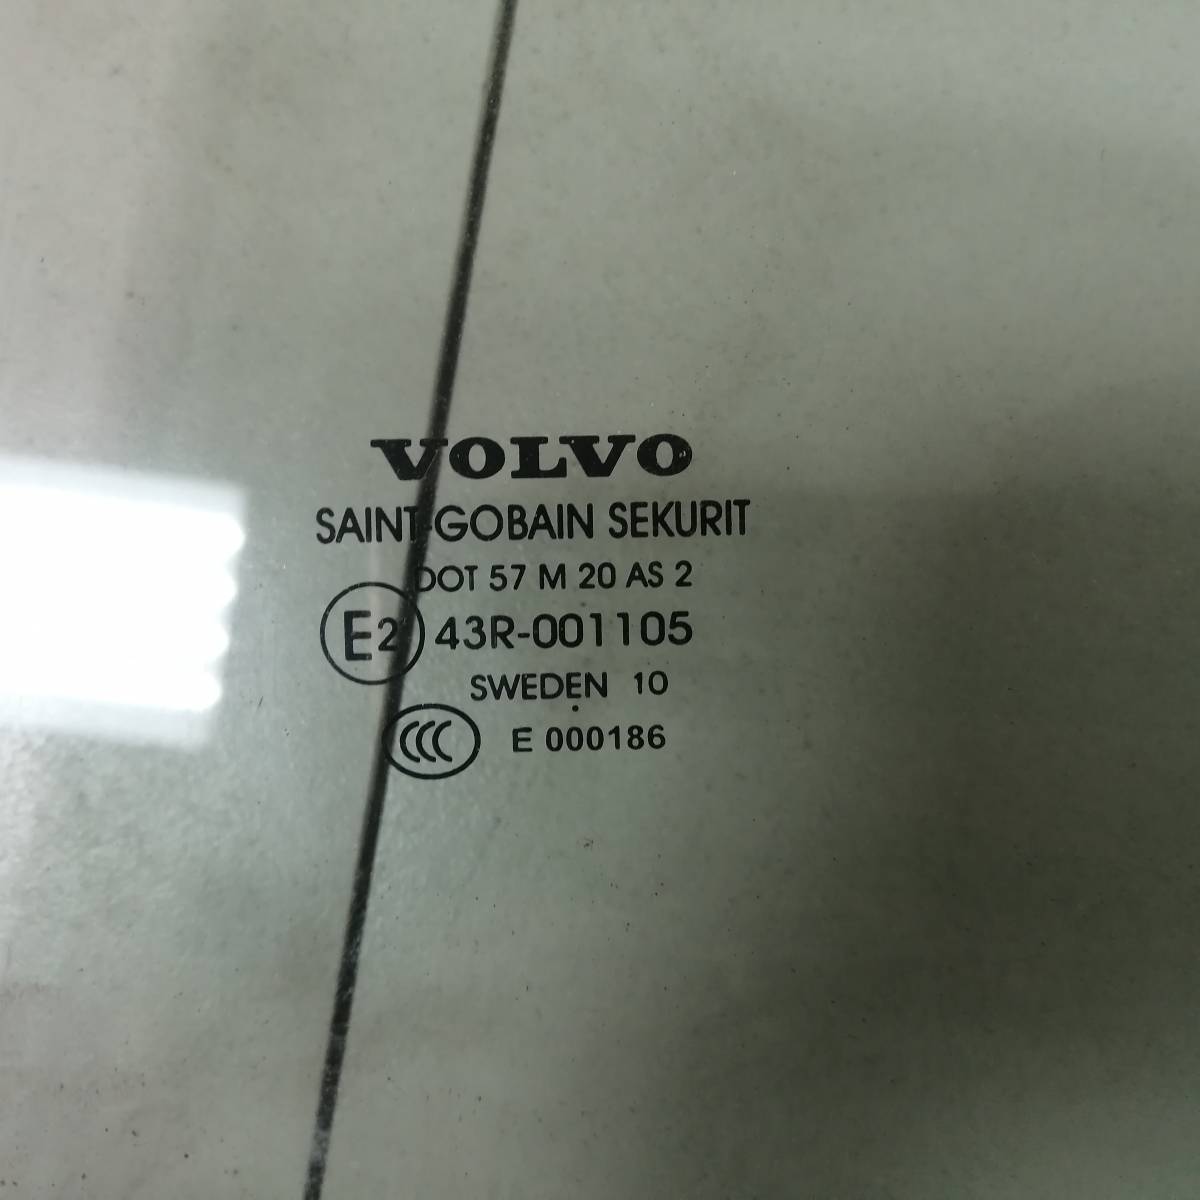 VOLVO
SAINT-GOBAIN SEKURIT
DOT 57 M 20 AS 2
E2 43R-001105
SWEDEN 10
CCC E 000186